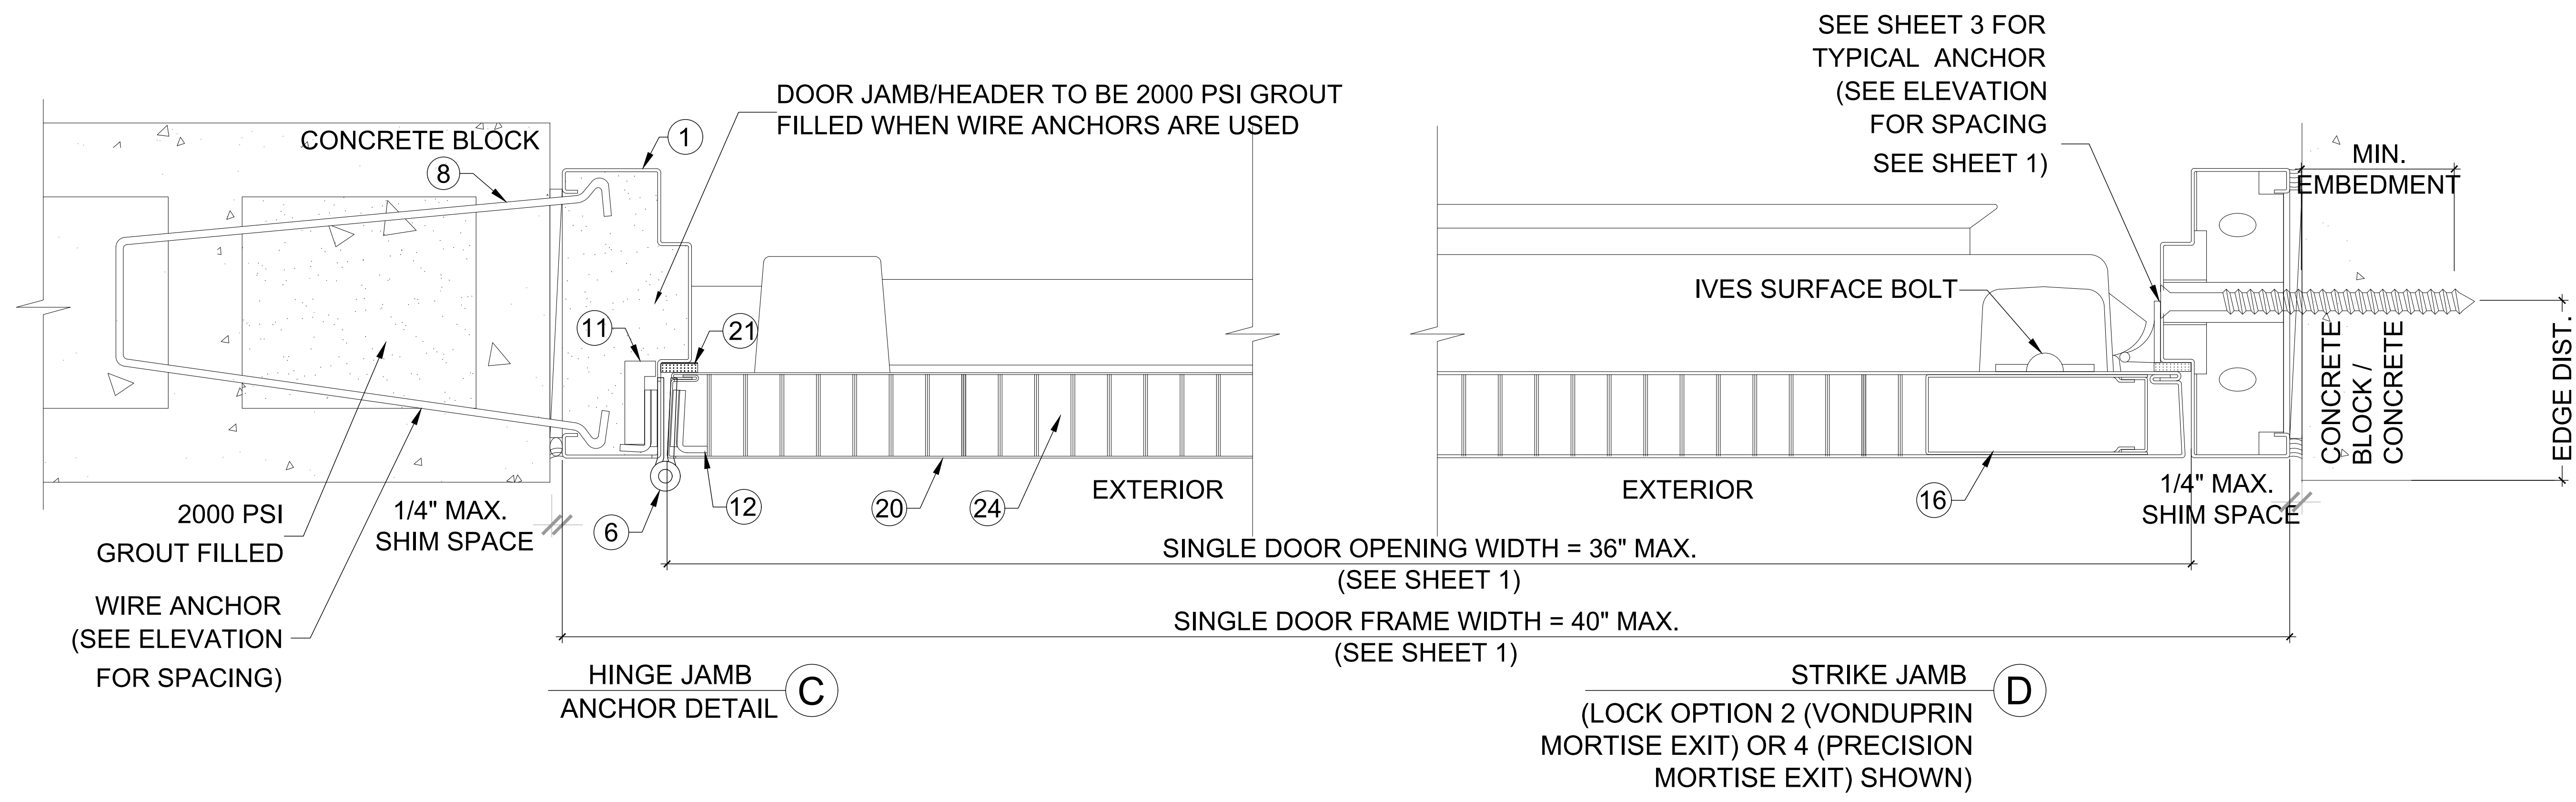 SEE SHEET 3 FOR
TYPICAL ANCHOR
(SEE ELEVATION
FOR SPACING
SEE SHEET 1)
DOOR JAMB/HEADER TO BE 2000 PSI GROUT
FILLED WHEN WIRE ANCHORS ARE USED
CONCRETE BLOCK
1
8
MIN.
EMBEDMENT
IVES SURFACE BOLT
11
21
CONCRETE
BLOCK /
CONCRETE
EDGE DIST.
2000 PSI
GROUT FILLED
1/4" MAX.
SHIM SPACE
6
12
20
24
EXTERIOR
EXTERIOR
16
1/4" MAX.
SHIM SPACE
SINGLE DOOR OPENING WIDTH = 36" MAX.
(SEE SHEET 1)
WIRE ANCHOR
(SEE ELEVATION
FOR SPACING)
SINGLE DOOR FRAME WIDTH = 40" MAX.
(SEE SHEET 1)
HINGE JAMB
ANCHOR DETAIL
C
STRIKE JAMB
D
(LOCK OPTION 2 (VONDUPRIN
MORTISE EXIT) OR 4 (PRECISION
MORTISE EXIT) SHOWN)